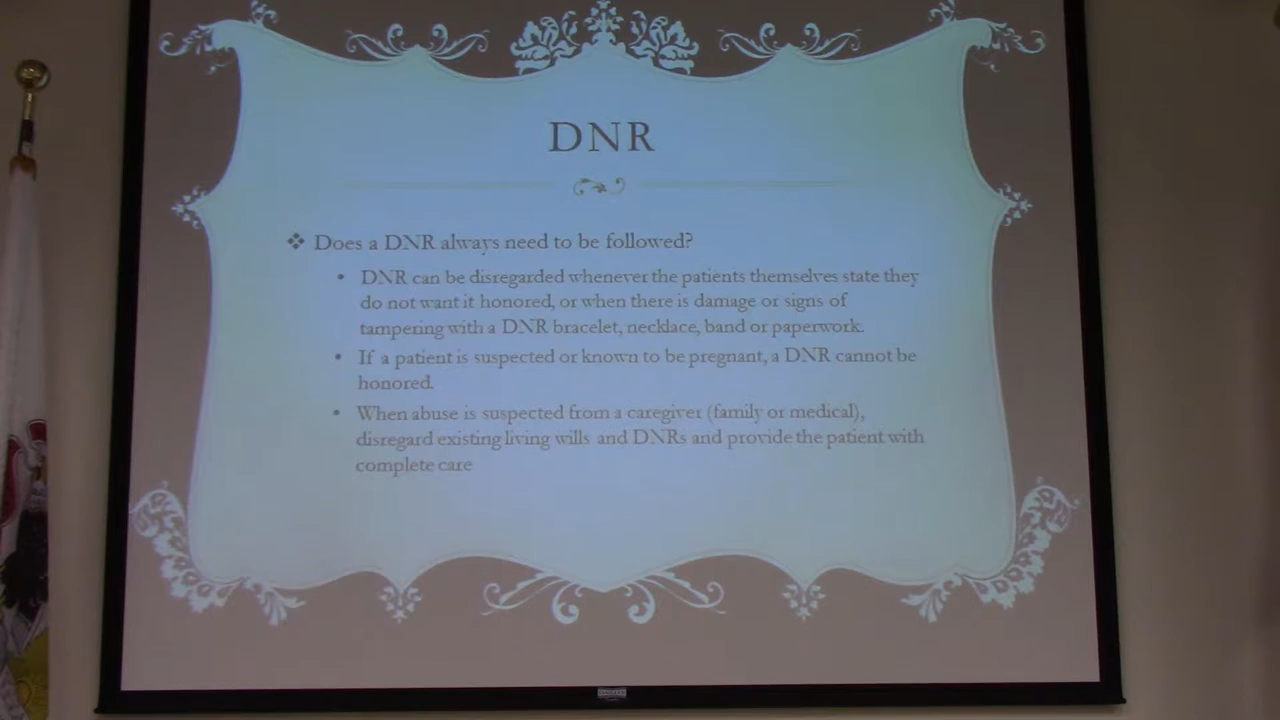 DNR
Does a DNR always need to be followed?
DNR can be disregarded whenever the patients themselves state they
do not want it honored, or when there is damage or signs of
tampering with a DNR bracelet, necklace, band or paperwork.
If a patient is suspected or known to be pregnant, a DNR cannot be
honored.
When abuse is suspected from a caregiver (family or medical),
disregard existing living wills and DNRs and provide the patient with
complete care